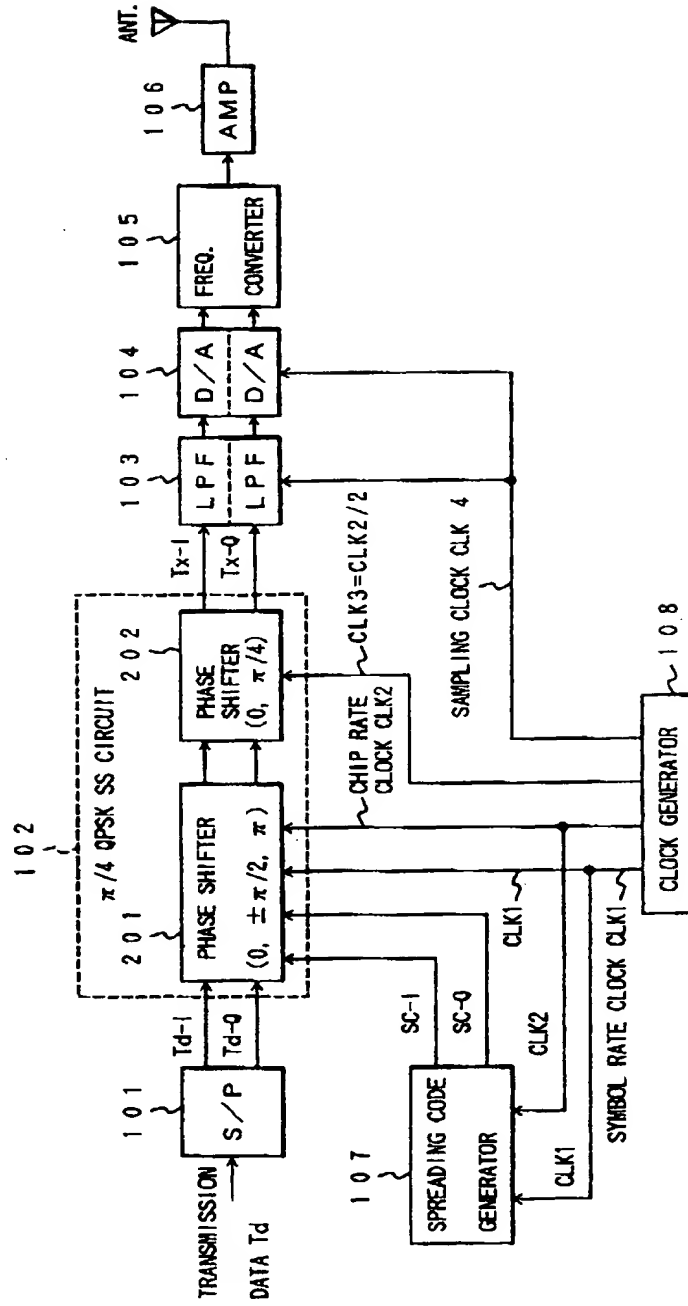 TRANSMISSION
DATA Td
101
S/P
Td-I
Td-Q
102
π/4 QPSK SS CIRCUIT
201
PHASE SHIFTER
(0, ±π/2, π)
202
PHASE
SHIFTER
(0, π/4)
Tx-I
Tx-Q
103
LPF
LPF
104
D/A
D/A
105
FREQ.
CONVERTER
106
AMP
ANT.
107
SPREADING CODE
GENERATOR
SC-I
SC-Q
CLK2
CLK1
CLK1
SYMBOL RATE CLOCK CLK1
CHIP RATE
CLOCK CLK2
CLK3=CLK2/2
SAMPLING CLOCK CLK 4
CLOCK GENERATOR
108